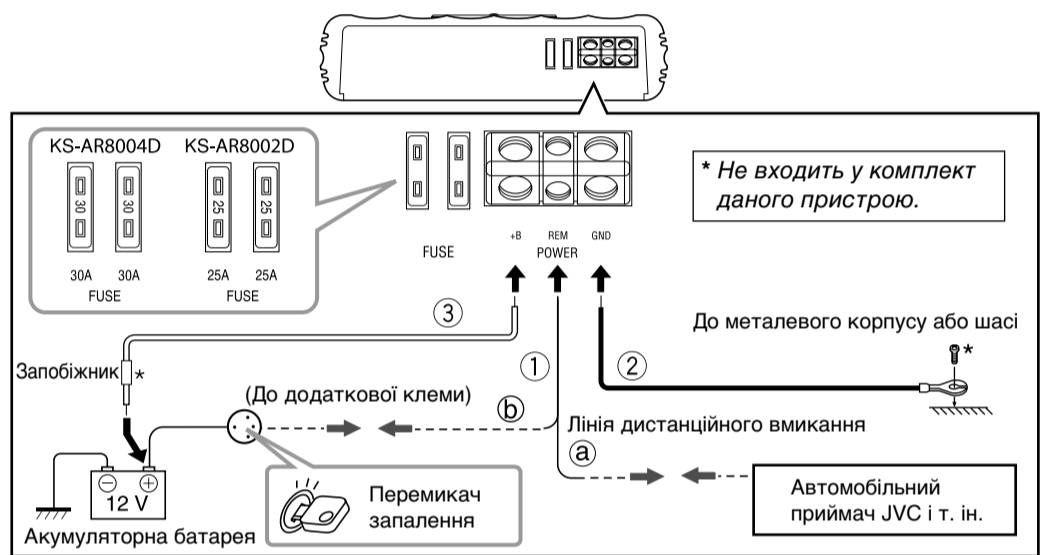 KS-AR8004D KS-AR8002D
30 30 25 25
30A 30A 25A 25A
FUSE FUSE
FUSE
+B REM GND
POWER
* Не входить у комплект
даного пристрою.
③
До металевого корпусу або шасі
*
Запобіжник *
① ②
(До додаткової клеми)
ⓑ
Лінія дистанційного вмикання
ⓐ
⊖ ⊕
12 V
Акумуляторна батарея
Перемикач
запалення
Автомобільний
приймач JVC і т. ін.